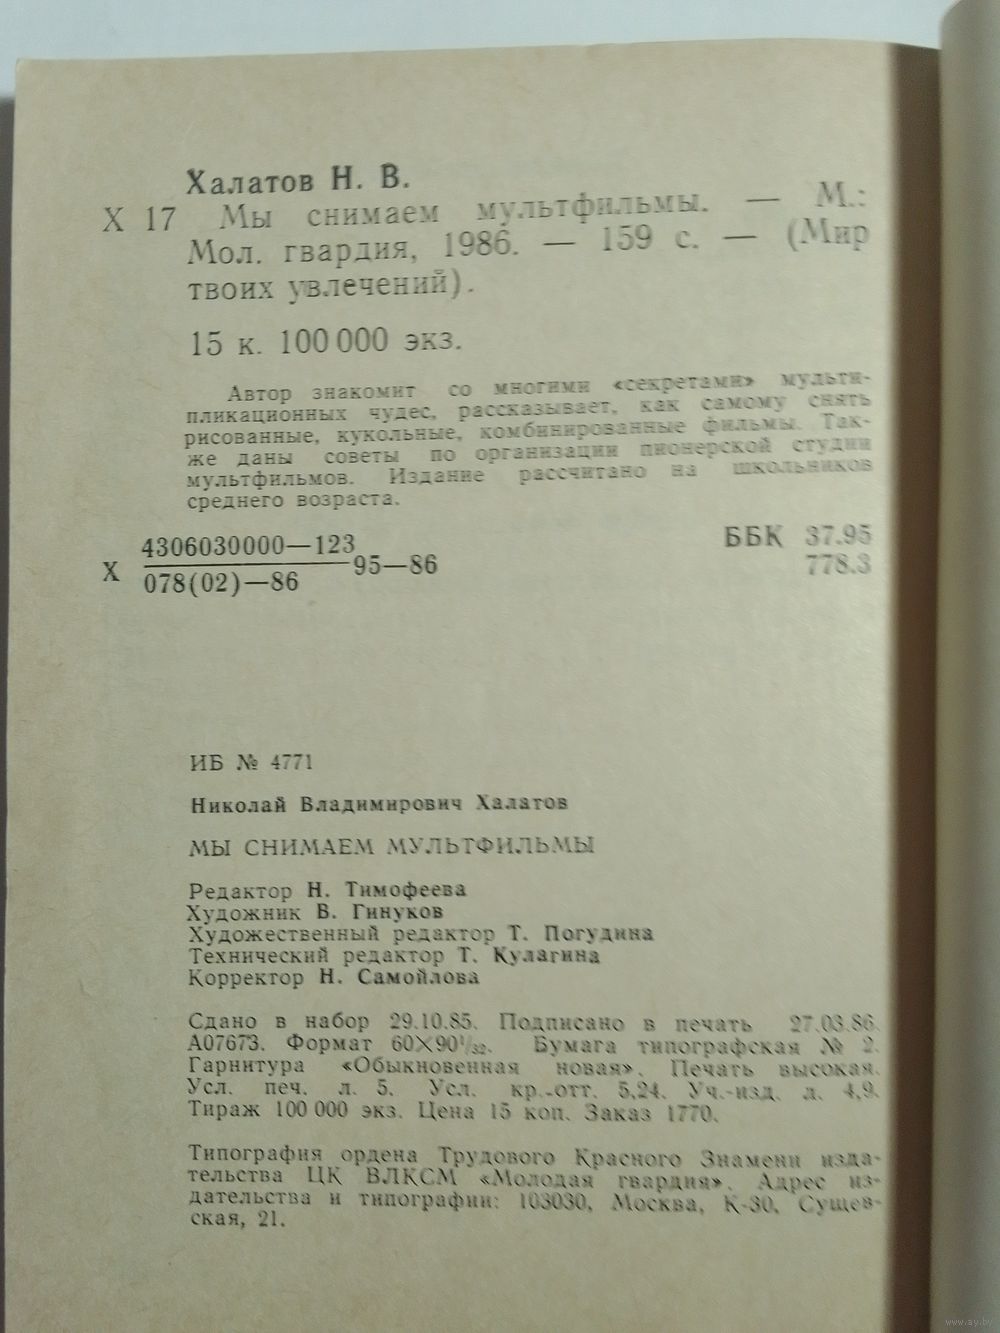 Халатов Н. В.
Х 17 Мы снимаем мультфильмы. — М.:
Мол. гвардия, 1986. — 159 с. — (Мир
твоих увлечений).
15 к. 100 000 экз.
Автор знакомит со многими «секретами» мульти-
пликационных чудес, рассказывает, как самому снять
рисованные, кукольные, комбинированные фильмы. Так-
же даны советы по организации пионерской студии
мультфильмов. Издание рассчитано на школьников
среднего возраста.
Х 4306030000—123
078(02)—86 95—86
ББК 37.95
778.3
ИБ № 4771
Николай Владимирович Халатов
МЫ СНИМАЕМ МУЛЬТФИЛЬМЫ
Редактор Н. Тимофеева
Художник В. Гинуков
Художественный редактор Т. Погудина
Технический редактор Т. Кулагина
Корректор Н. Самойлова
Сдано в набор 29.10.85. Подписано в печать 27.03.86.
А07673. Формат 60×90¹/₃₂. Бумага типографская № 2.
Гарнитура «Обыкновенная новая». Печать высокая.
Усл. печ. л. 5. Усл. кр.-отт. 5,24. Уч.-изд. л. 4,9.
Тираж 100 000 экз. Цена 15 коп. Заказ 1770.
Типография ордена Трудового Красного Знамени изда-
тельства ЦК ВЛКСМ «Молодая гвардия». Адрес из-
дательства и типографии: 103030, Москва, К-30, Сущев-
ская, 21.
www.ay.by